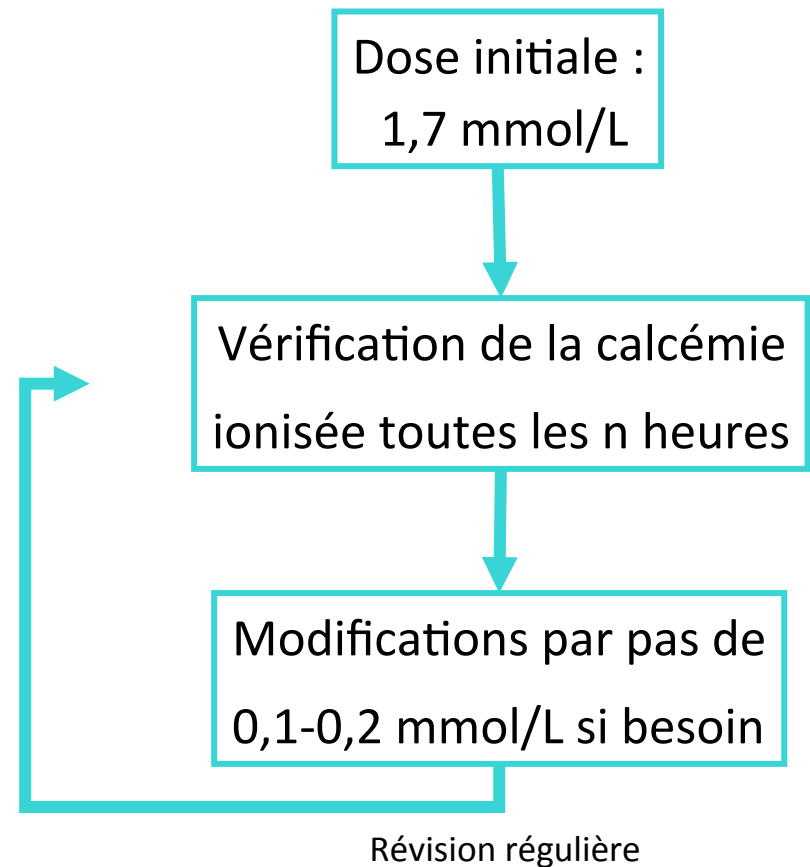 Dose initiale :
1,7 mmol/L
Vérification de la calcémie
ionisée toutes les n heures
Modifications par pas de
0,1-0,2 mmol/L si besoin
Révision régulière